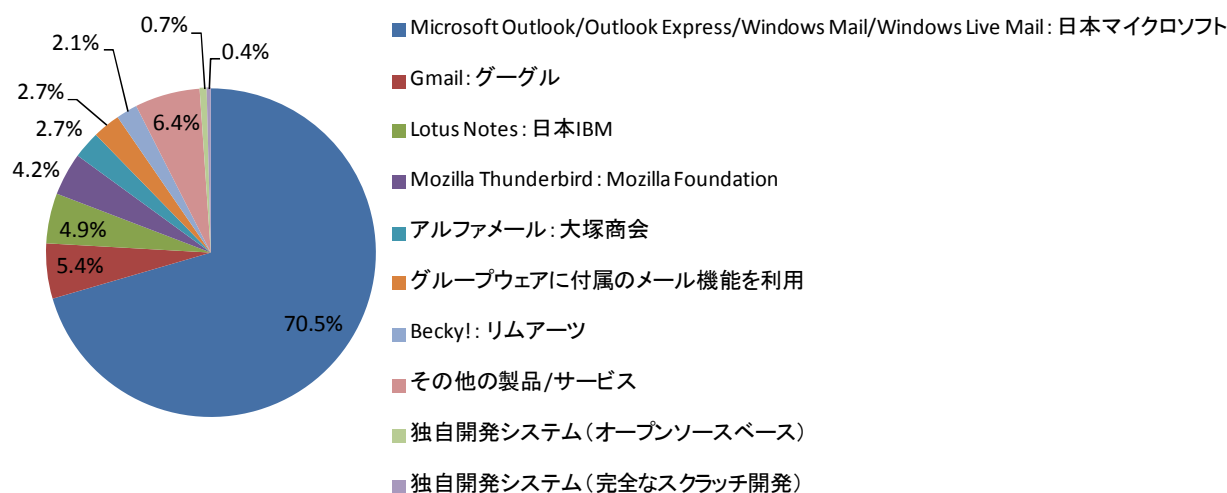 0.7%
0.4%
2.1%
2.7%
2.7%
4.2%
4.9%
5.4%
6.4%
70.5%
Microsoft Outlook/Outlook Express/Windows Mail/Windows Live Mail：日本マイクロソフト
Gmail：グーグル
Lotus Notes：日本IBM
Mozilla Thunderbird：Mozilla Foundation
アルファメール：大塚商会
グループウェアに付属のメール機能を利用
Becky!：リムアーツ
その他の製品/サービス
独自開発システム（オープンソースベース）
独自開発システム（完全なスクラッチ開発）